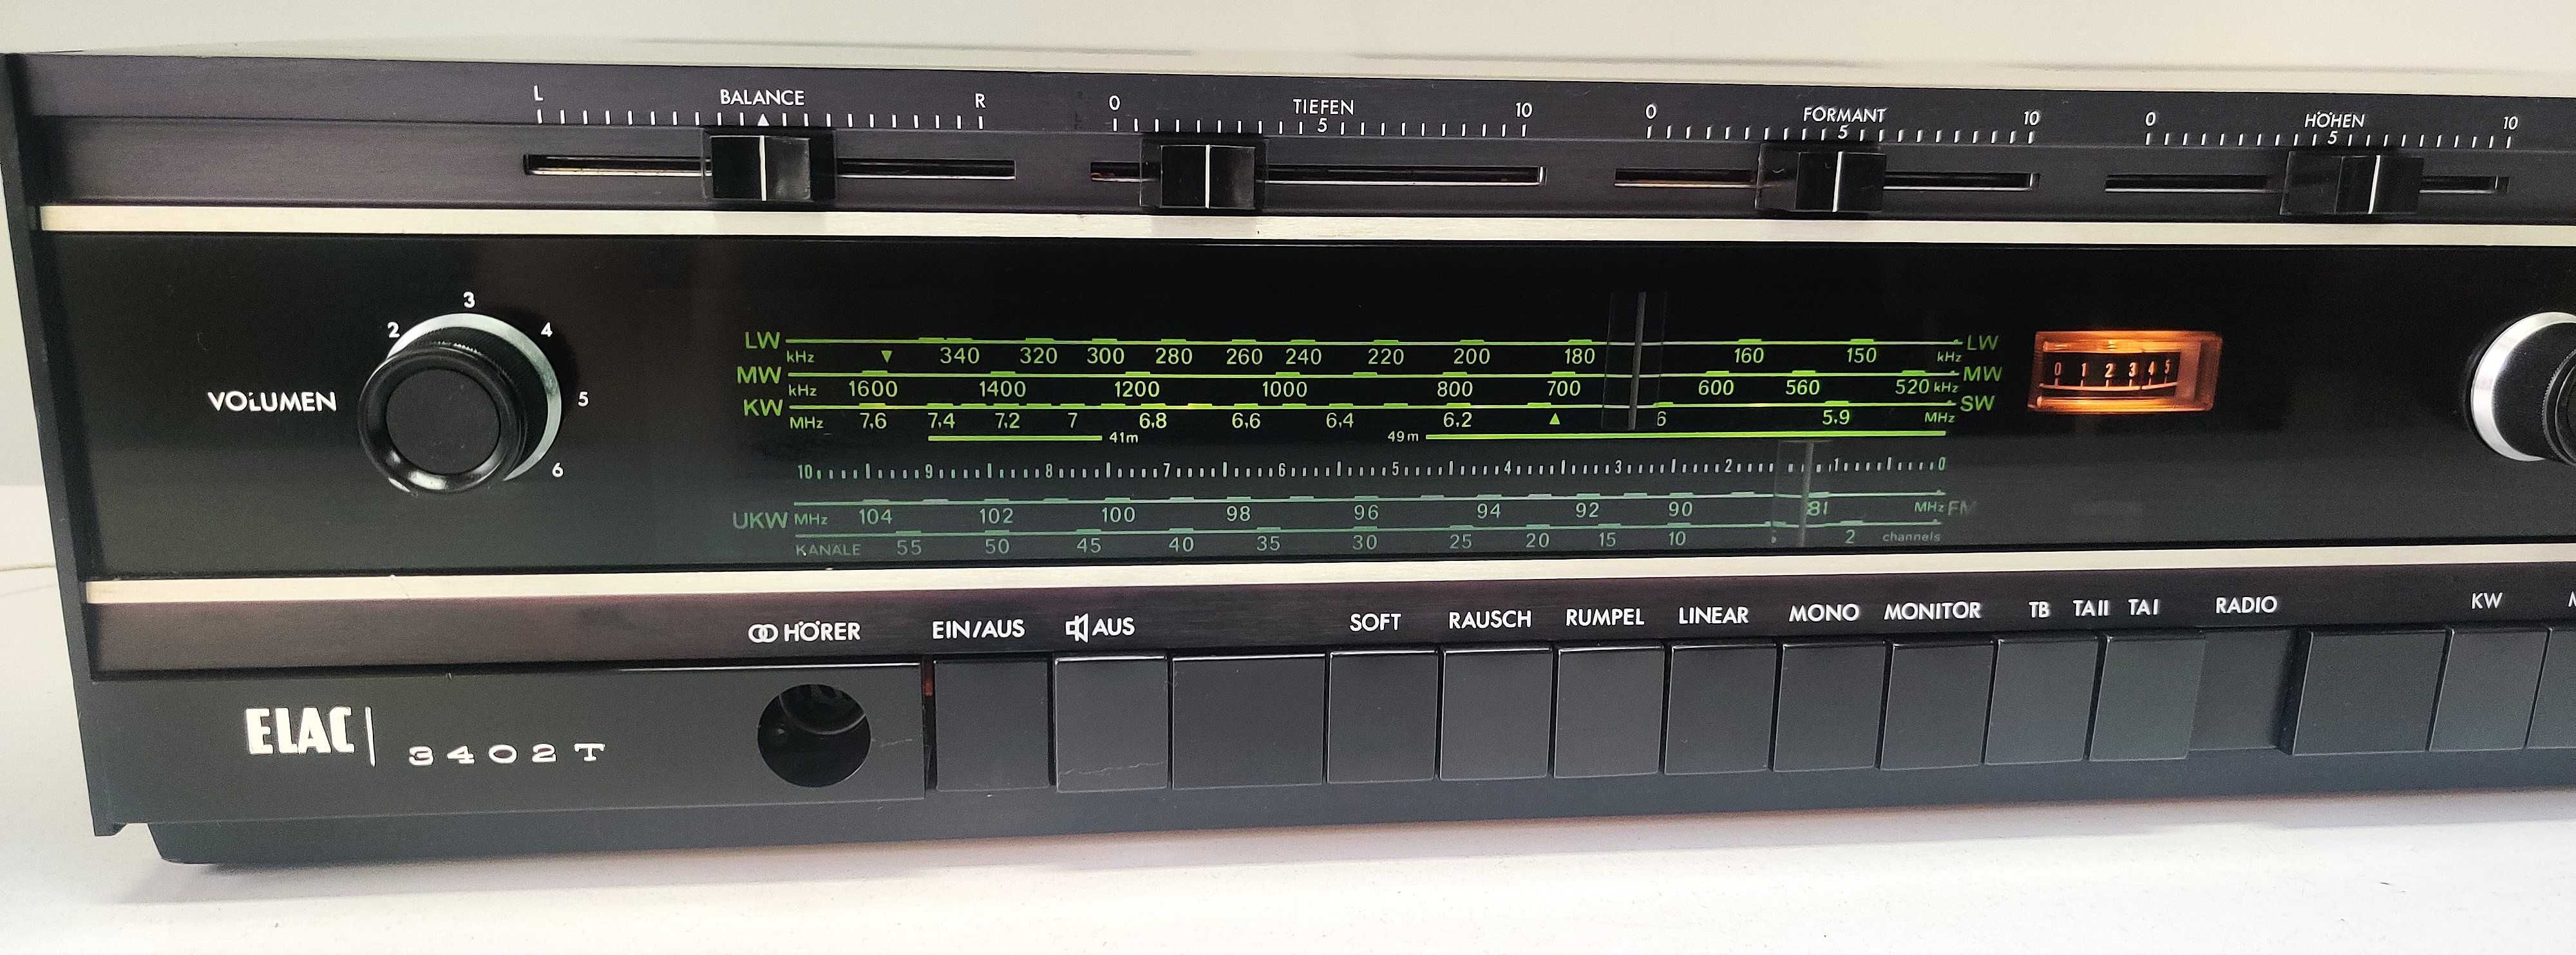 L BALANCE R
0 TIEFEN 5 10
0 FORMANT 5 10
0 HÖHEN 5 10
VOLUMEN 2 3 4 5 6
LW LW
kHz 340 320 300 280 260 240 220 200 180 160 150 kHz
MW MW
kHz 1600 1400 1200 1000 800 700 600 560 520 kHz
KW SW
MHz 7,6 7,4 7,2 7 6,8 6,6 6,4 6,2 6 5,9 MHz
41m 49m
10 9 8 7 6 5 4 3 2 1 0
UKW MHz 104 102 100 98 96 94 92 90 MHz FM
KANÄLE 55 50 45 40 35 30 25 20 15 10 2 channels
0 1 2 3 4 5
HÖRER EIN/AUS AUS SOFT RAUSCH RUMPEL LINEAR MONO MONITOR TB TAII TAI RADIO KW
ELAC 3402 T